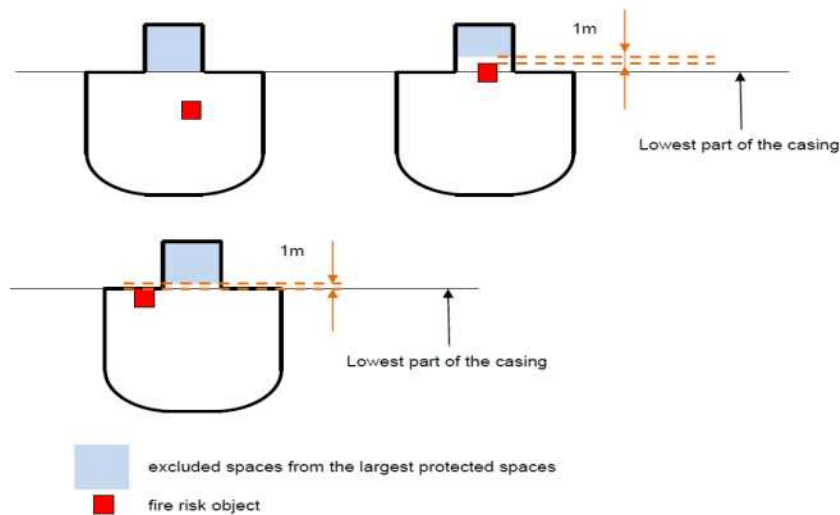 1m
Lowest part of the casing
1m
Lowest part of the casing
excluded spaces from the largest protected spaces
fire risk object